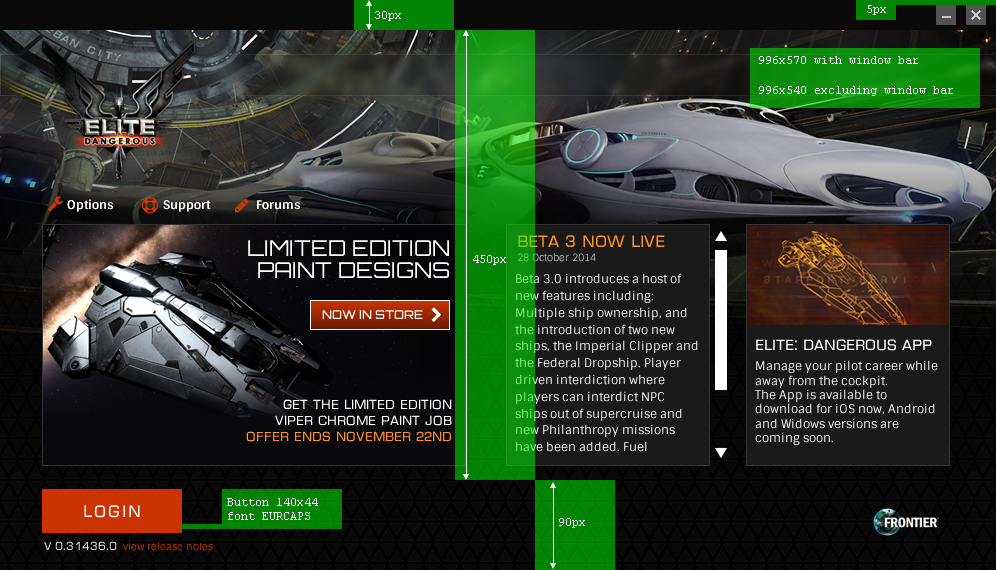 30px
5px
BAN CITY
996x570 with window bar
996x540 excluding window bar
ELITE
DANGEROUS
Options
Support
Forums
LIMITED EDITION
PAINT DESIGNS
NOW IN STORE
GET THE LIMITED EDITION
VIPER CHROME PAINT JOB
OFFER ENDS NOVEMBER 22ND
450px
BETA 3 NOW LIVE
28 October 2014
Beta 3.0 introduces a host of
new features including:
Multiple ship ownership, and
the introduction of two new
ships, the Imperial Clipper and
the Federal Dropship. Player
driven interdiction where
players can interdict NPC
ships out of supercruise and
new Philanthropy missions
have been added. Fuel
ELITE: DANGEROUS APP
Manage your pilot career while
away from the cockpit.
The App is available to
download for iOS now, Android
and Widows versions are
coming soon.
LOGIN
Button 140x44
font EURCAPS
90px
FRONTIER
V 0.31436.0 view release notes